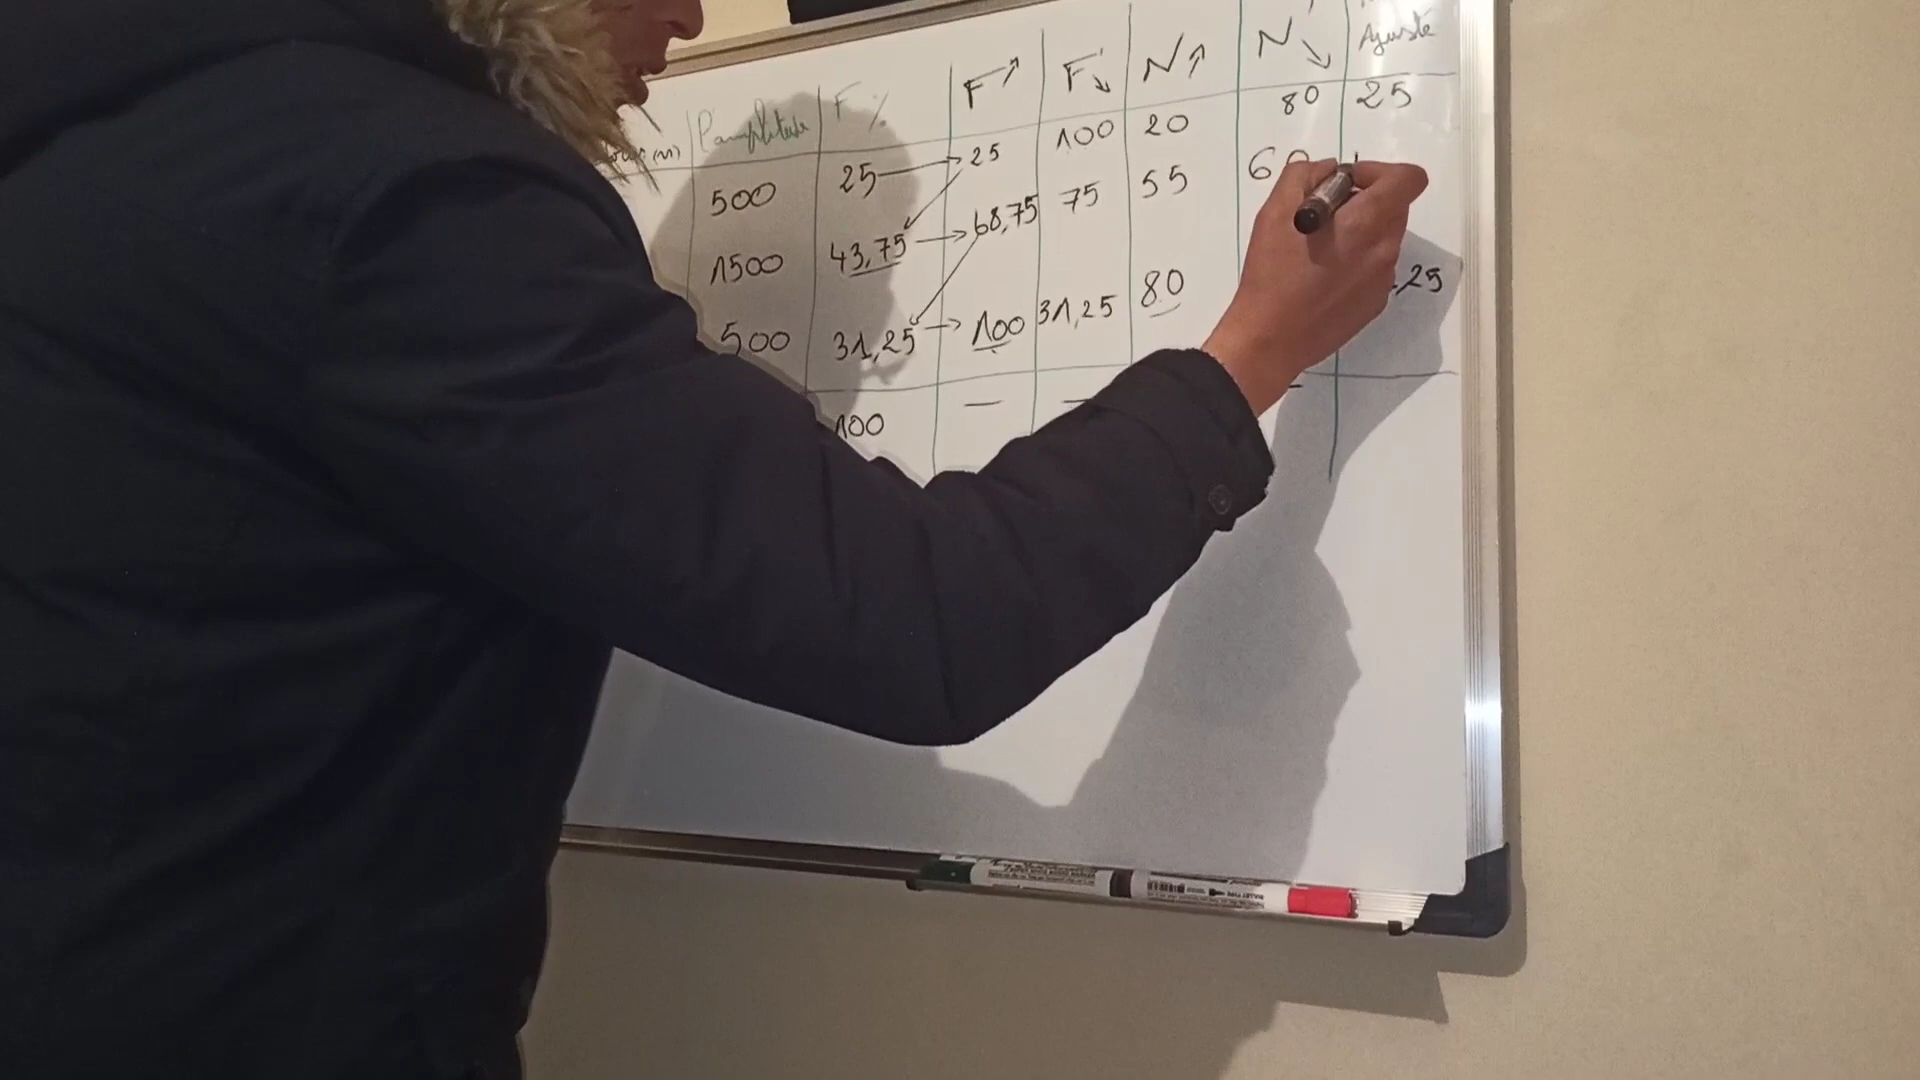 (n) | l'amplitude | F % | F ↗ | F ↘ | N ↗ | N ↘ | Ajusté
500 | 25 → 25 | 100 | 20 | 80 | 25
1500 | 43,75 → 68,75 | 75 | 55 | 60
500 | 31,25 → 100 | 31,25 | 80 | ,25
100 | — | —